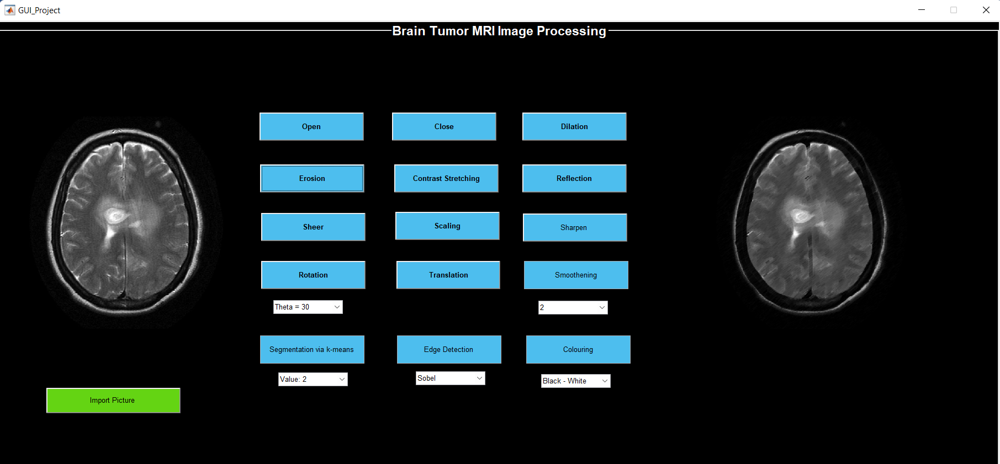 GUI_Project
Brain Tumor MRI Image Processing
Open
Close
Dilation
Erosion
Contrast Stretching
Reflection
Sheer
Scaling
Sharpen
Rotation
Translation
Smoothening
Theta = 30
2
Segmentation via k-means
Edge Detection
Colouring
Value: 2
Sobel
Black - White
Import Picture